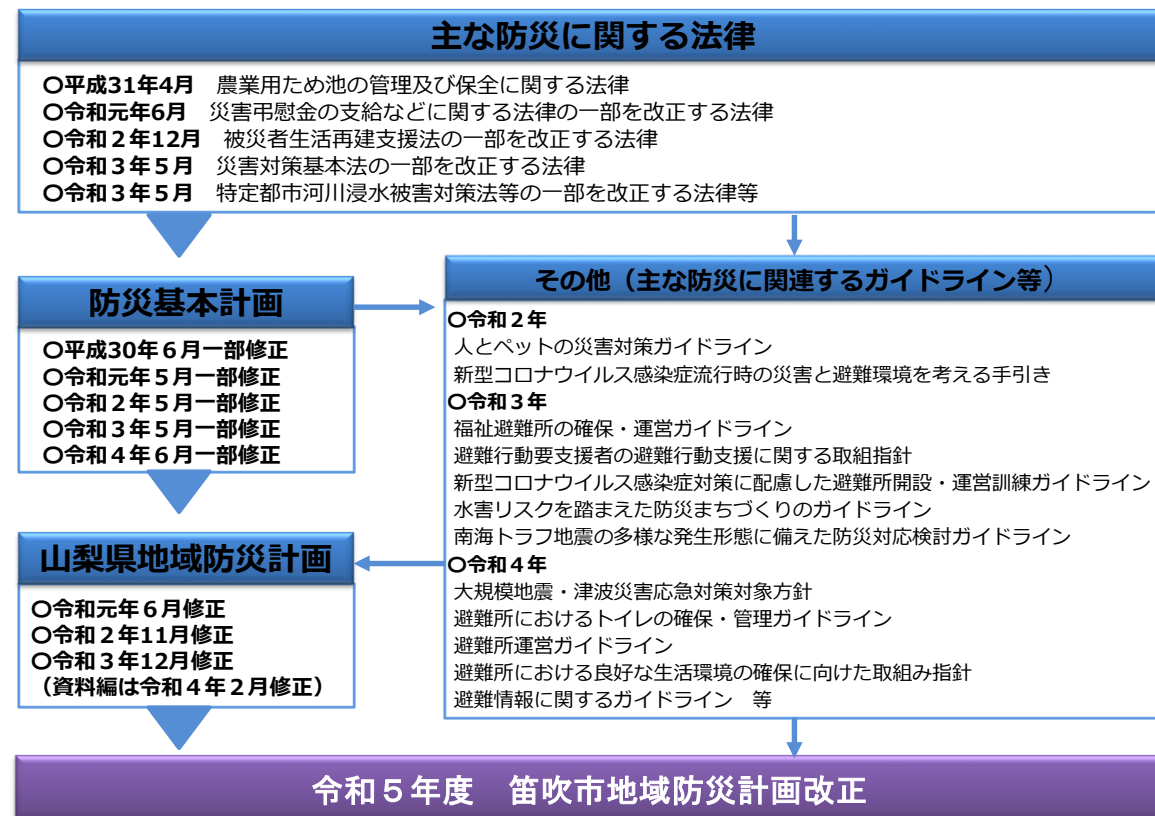 主な防災に関する法律
〇平成31年4月　農業用ため池の管理及び保全に関する法律
〇令和元年6月　災害弔慰金の支給などに関する法律の一部を改正する法律
〇令和２年12月　被災者生活再建支援法の一部を改正する法律
〇令和３年５月　災害対策基本法の一部を改正する法律
〇令和３年５月　特定都市河川浸水被害対策法等の一部を改正する法律等
防災基本計画
〇平成30年６月一部修正
〇令和元年５月一部修正
〇令和２年５月一部修正
〇令和３年５月一部修正
〇令和４年６月一部修正
その他（主な防災に関連するガイドライン等）
〇令和２年
人とペットの災害対策ガイドライン
新型コロナウイルス感染症流行時の災害と避難環境を考える手引き
〇令和３年
福祉避難所の確保・運営ガイドライン
避難行動要支援者の避難行動支援に関する取組指針
新型コロナウイルス感染症対策に配慮した避難所開設・運営訓練ガイドライン
水害リスクを踏まえた防災まちづくりのガイドライン
南海トラフ地震の多様な発生形態に備えた防災対応検討ガイドライン
〇令和４年
大規模地震・津波災害応急対策対象方針
避難所におけるトイレの確保・管理ガイドライン
避難所運営ガイドライン
避難所における良好な生活環境の確保に向けた取組み指針
避難情報に関するガイドライン　等
山梨県地域防災計画
〇令和元年６月修正
〇令和２年11月修正
〇令和３年12月修正
（資料編は令和４年２月修正）
令和５年度　笛吹市地域防災計画改正